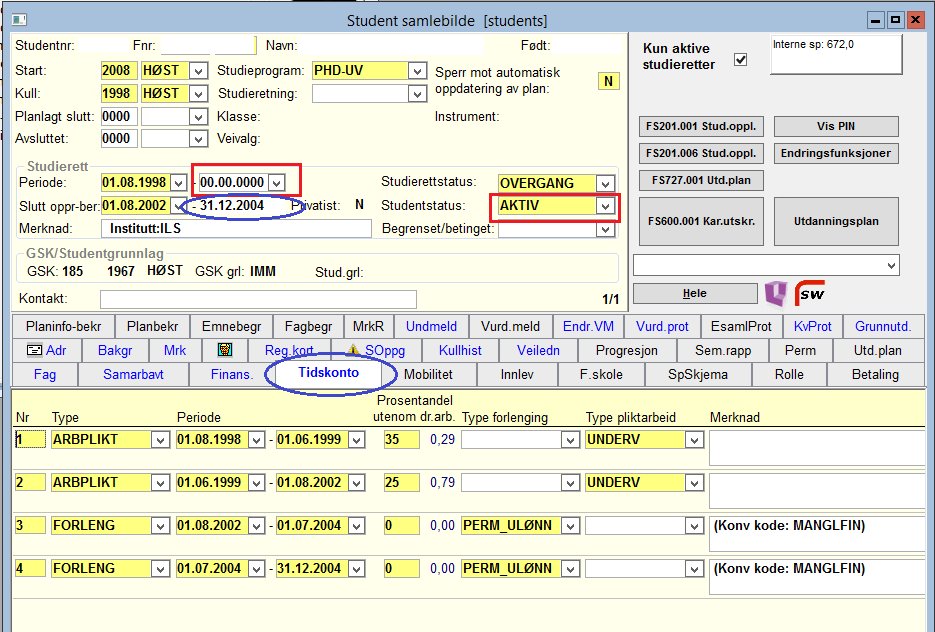 Student samlebilde [students]
Studentnr: Fnr: Navn: Født:
Start: 2008 HØST Studieprogram: PHD-UV Sperr mot automatisk oppdatering av plan: N
Kull: 1998 HØST Studieretning:
Planlagt slutt: 0000 Klasse: Instrument:
Avsluttet: 0000 Veivalg:
Kun aktive studieretter
Interne sp: 672,0
Studierett
Periode: 01.08.1998 - 00.00.0000 Studierettstatus: OVERGANG
Slutt oppr-ber: 01.08.2002 - 31.12.2004 Privatist: N Studentstatus: AKTIV
Merknad: Institutt:ILS Begrenset/betinget:
GSK/Studentgrunnlag
GSK: 185 1967 HØST GSK grl: IMM Stud.grl:
Kontakt: 1/1
FS201.001 Stud.oppl. Vis PIN
FS201.006 Stud.oppl. Endringsfunksjoner
FS727.001 Utd.plan
FS600.001 Kar.utskr. Utdanningsplan
Hele SW
Planinfo-bekr Planbekr Emnebegr Fagbegr MrkR Undmeld Vurd.meld Endr.VM Vurd.prot EsamlProt KvProt Grunnutd.
Adr Bakgr Mrk Reg.kort SOppg Kullhist Veiledn Progresjon Sem.rapp Perm Utd.plan
Fag Samarbavt Finans. Tidskonto Mobilitet Innlev F.skole SpSkjema Rolle Betaling
Prosentandel
Nr Type Periode utenom dr.arb. Type forlenging Type pliktarbeid Merknad
1 ARBPLIKT 01.08.1998 - 01.06.1999 35 0,29 UNDERV
2 ARBPLIKT 01.06.1999 - 01.08.2002 25 0,79 UNDERV
3 FORLENG 01.08.2002 - 01.07.2004 0 0,00 PERM_ULØNN (Konv kode: MANGLFIN)
4 FORLENG 01.07.2004 - 31.12.2004 0 0,00 PERM_ULØNN (Konv kode: MANGLFIN)